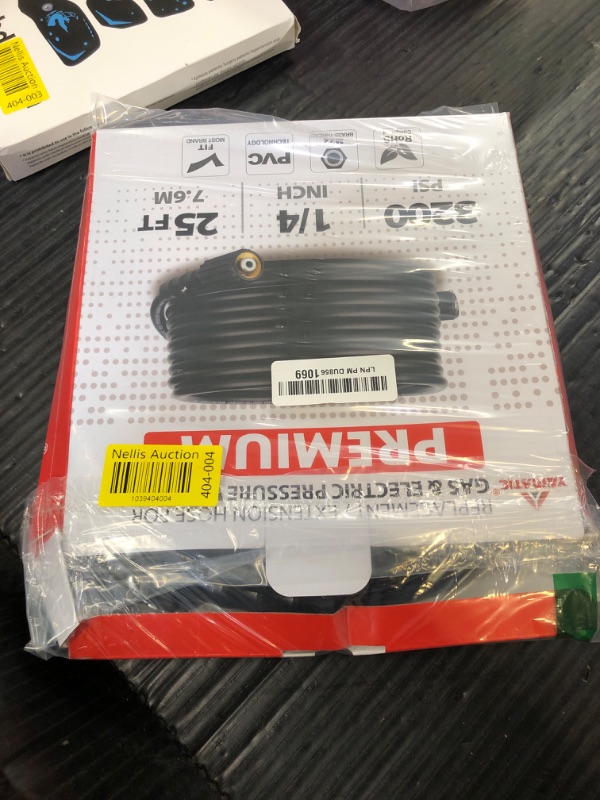 Nellis Auction
404-003
YAMATIC®
REPLACEMENT / EXTENSION HOSE FOR
GAS & ELECTRIC PRESSURE
PREMIUM
Nellis Auction
1039404004
404-004
LPN PM DU856 1069
3200
PSI
1/4
INCH
25 FT
7.6M
RoHS
PVC
TECHNOLOGY
FIT
MOST BRAND